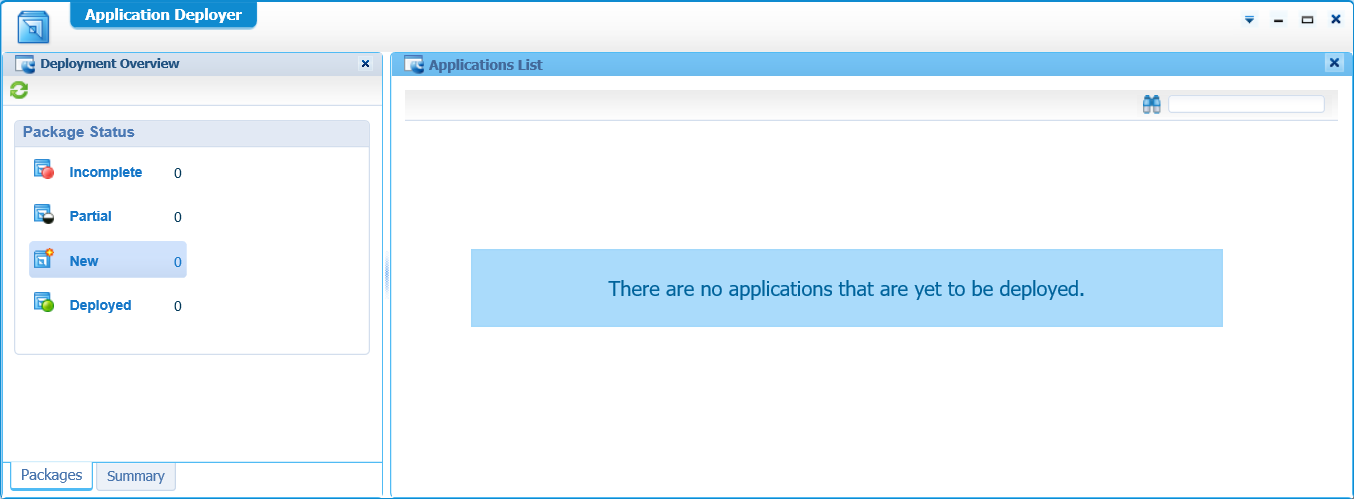 Application Deployer
Deployment Overview
Package Status
Incomplete 0
Partial 0
New 0
Deployed 0
Packages Summary
Applications List
There are no applications that are yet to be deployed.